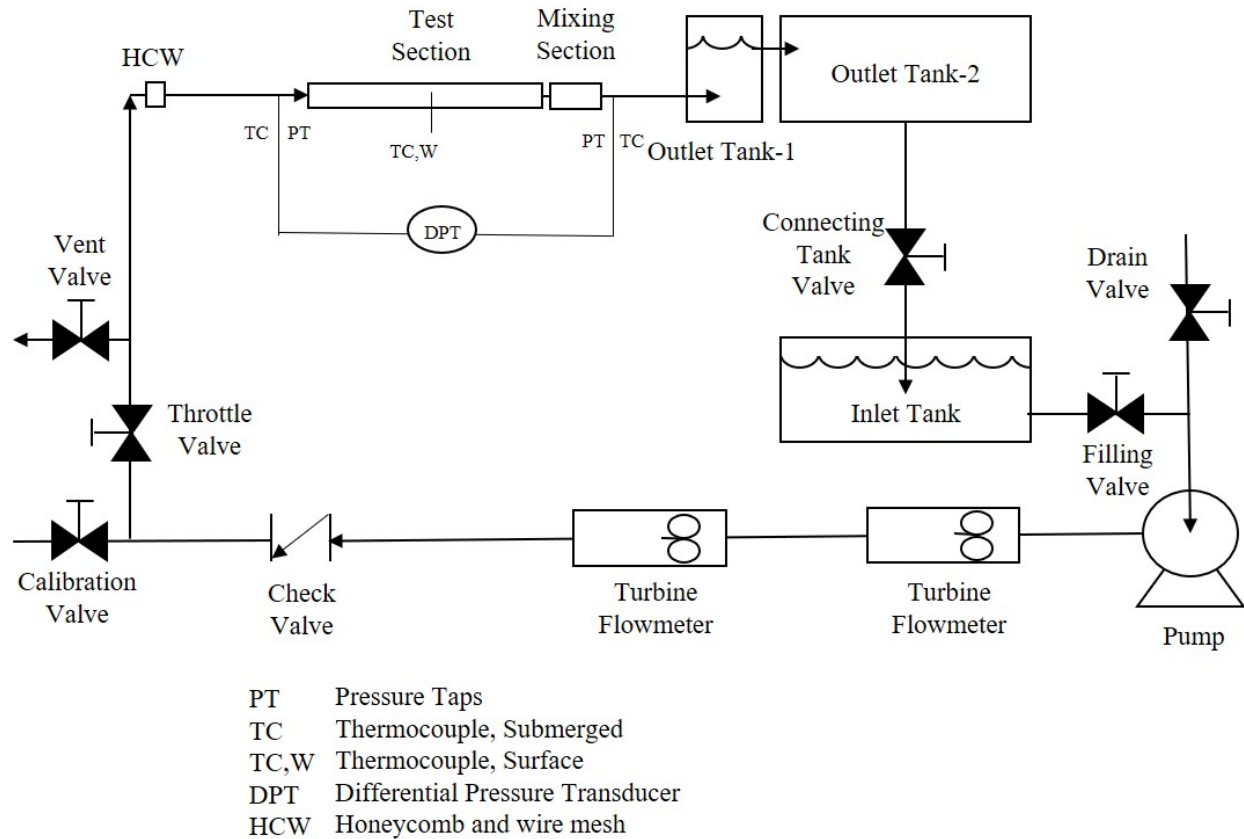 Test
Section
Mixing
Section
HCW
Outlet Tank-2
TC
PT
TC,W
PT
TC
Outlet Tank-1
DPT
Connecting
Tank
Valve
Vent
Valve
Drain
Valve
Throttle
Valve
Inlet Tank
Filling
Valve
Calibration
Valve
Check
Valve
Turbine
Flowmeter
Turbine
Flowmeter
Pump
PT Pressure Taps
TC Thermocouple, Submerged
TC,W Thermocouple, Surface
DPT Differential Pressure Transducer
HCW Honeycomb and wire mesh